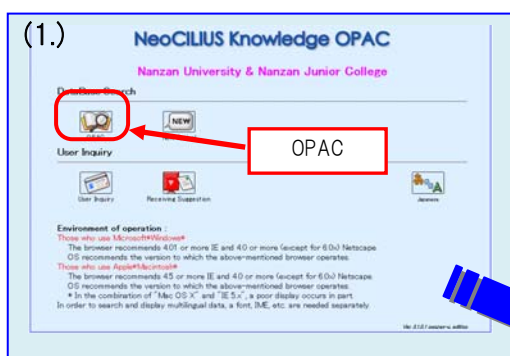 (1.)
NeoCILIUS Knowledge OPAC
Nanzan University & Nanzan Junior College
DataBase Search
OPAC
NEW
OPAC
User Inquiry
User Inquiry
Receiving Suggestion
Japanese
Environment of operation :
Those who use Microsoft*Windows*
The browser recommends 4.01 or more IE and 4.0 or more (except for 6.0x) Netscape.
OS recommends the version to which the above-mentioned browser operates.
Those who use Apple*Macintosh*
The browser recommends 4.5 or more IE and 4.0 or more (except for 6.0x) Netscape.
OS recommends the version to which the above-mentioned browser operates.
* In the combination of "Mac OS X" and "IE 5.x", a poor display occurs in part.
In order to search and display multilingual data, a font, IME, etc. are needed separately.